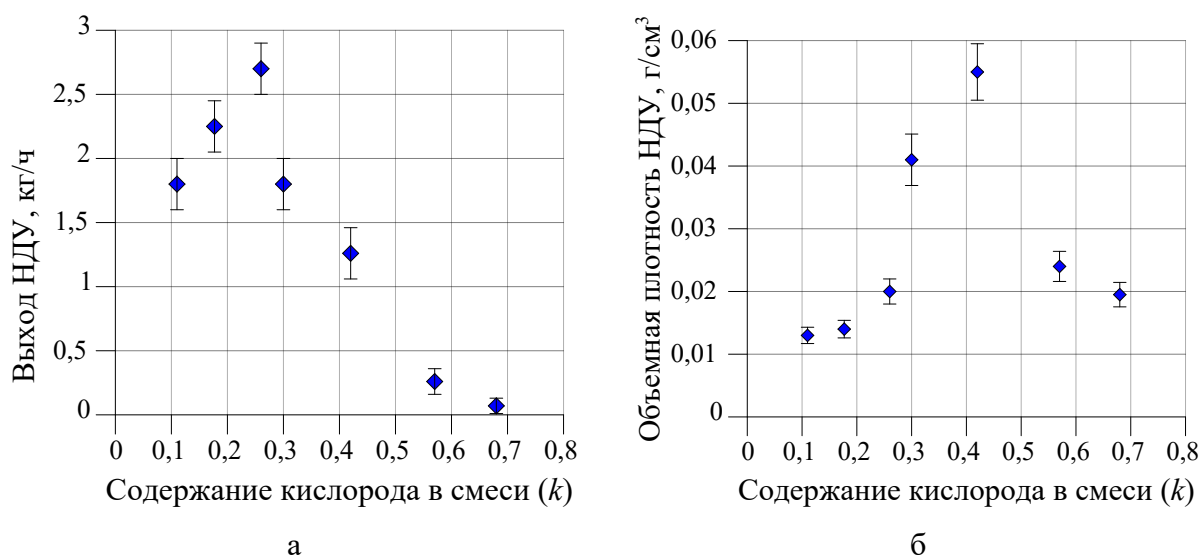 3
2,5
2
1,5
1
0,5
0
0 0,1 0,2 0,3 0,4 0,5 0,6 0,7 0,8
Выход НДУ, кг/ч
Содержание кислорода в смеси (k)
а
0,06
0,05
0,04
0,03
0,02
0,01
0
0 0,1 0,2 0,3 0,4 0,5 0,6 0,7 0,8
Объемная плотность НДУ, г/см³
Содержание кислорода в смеси (k)
б